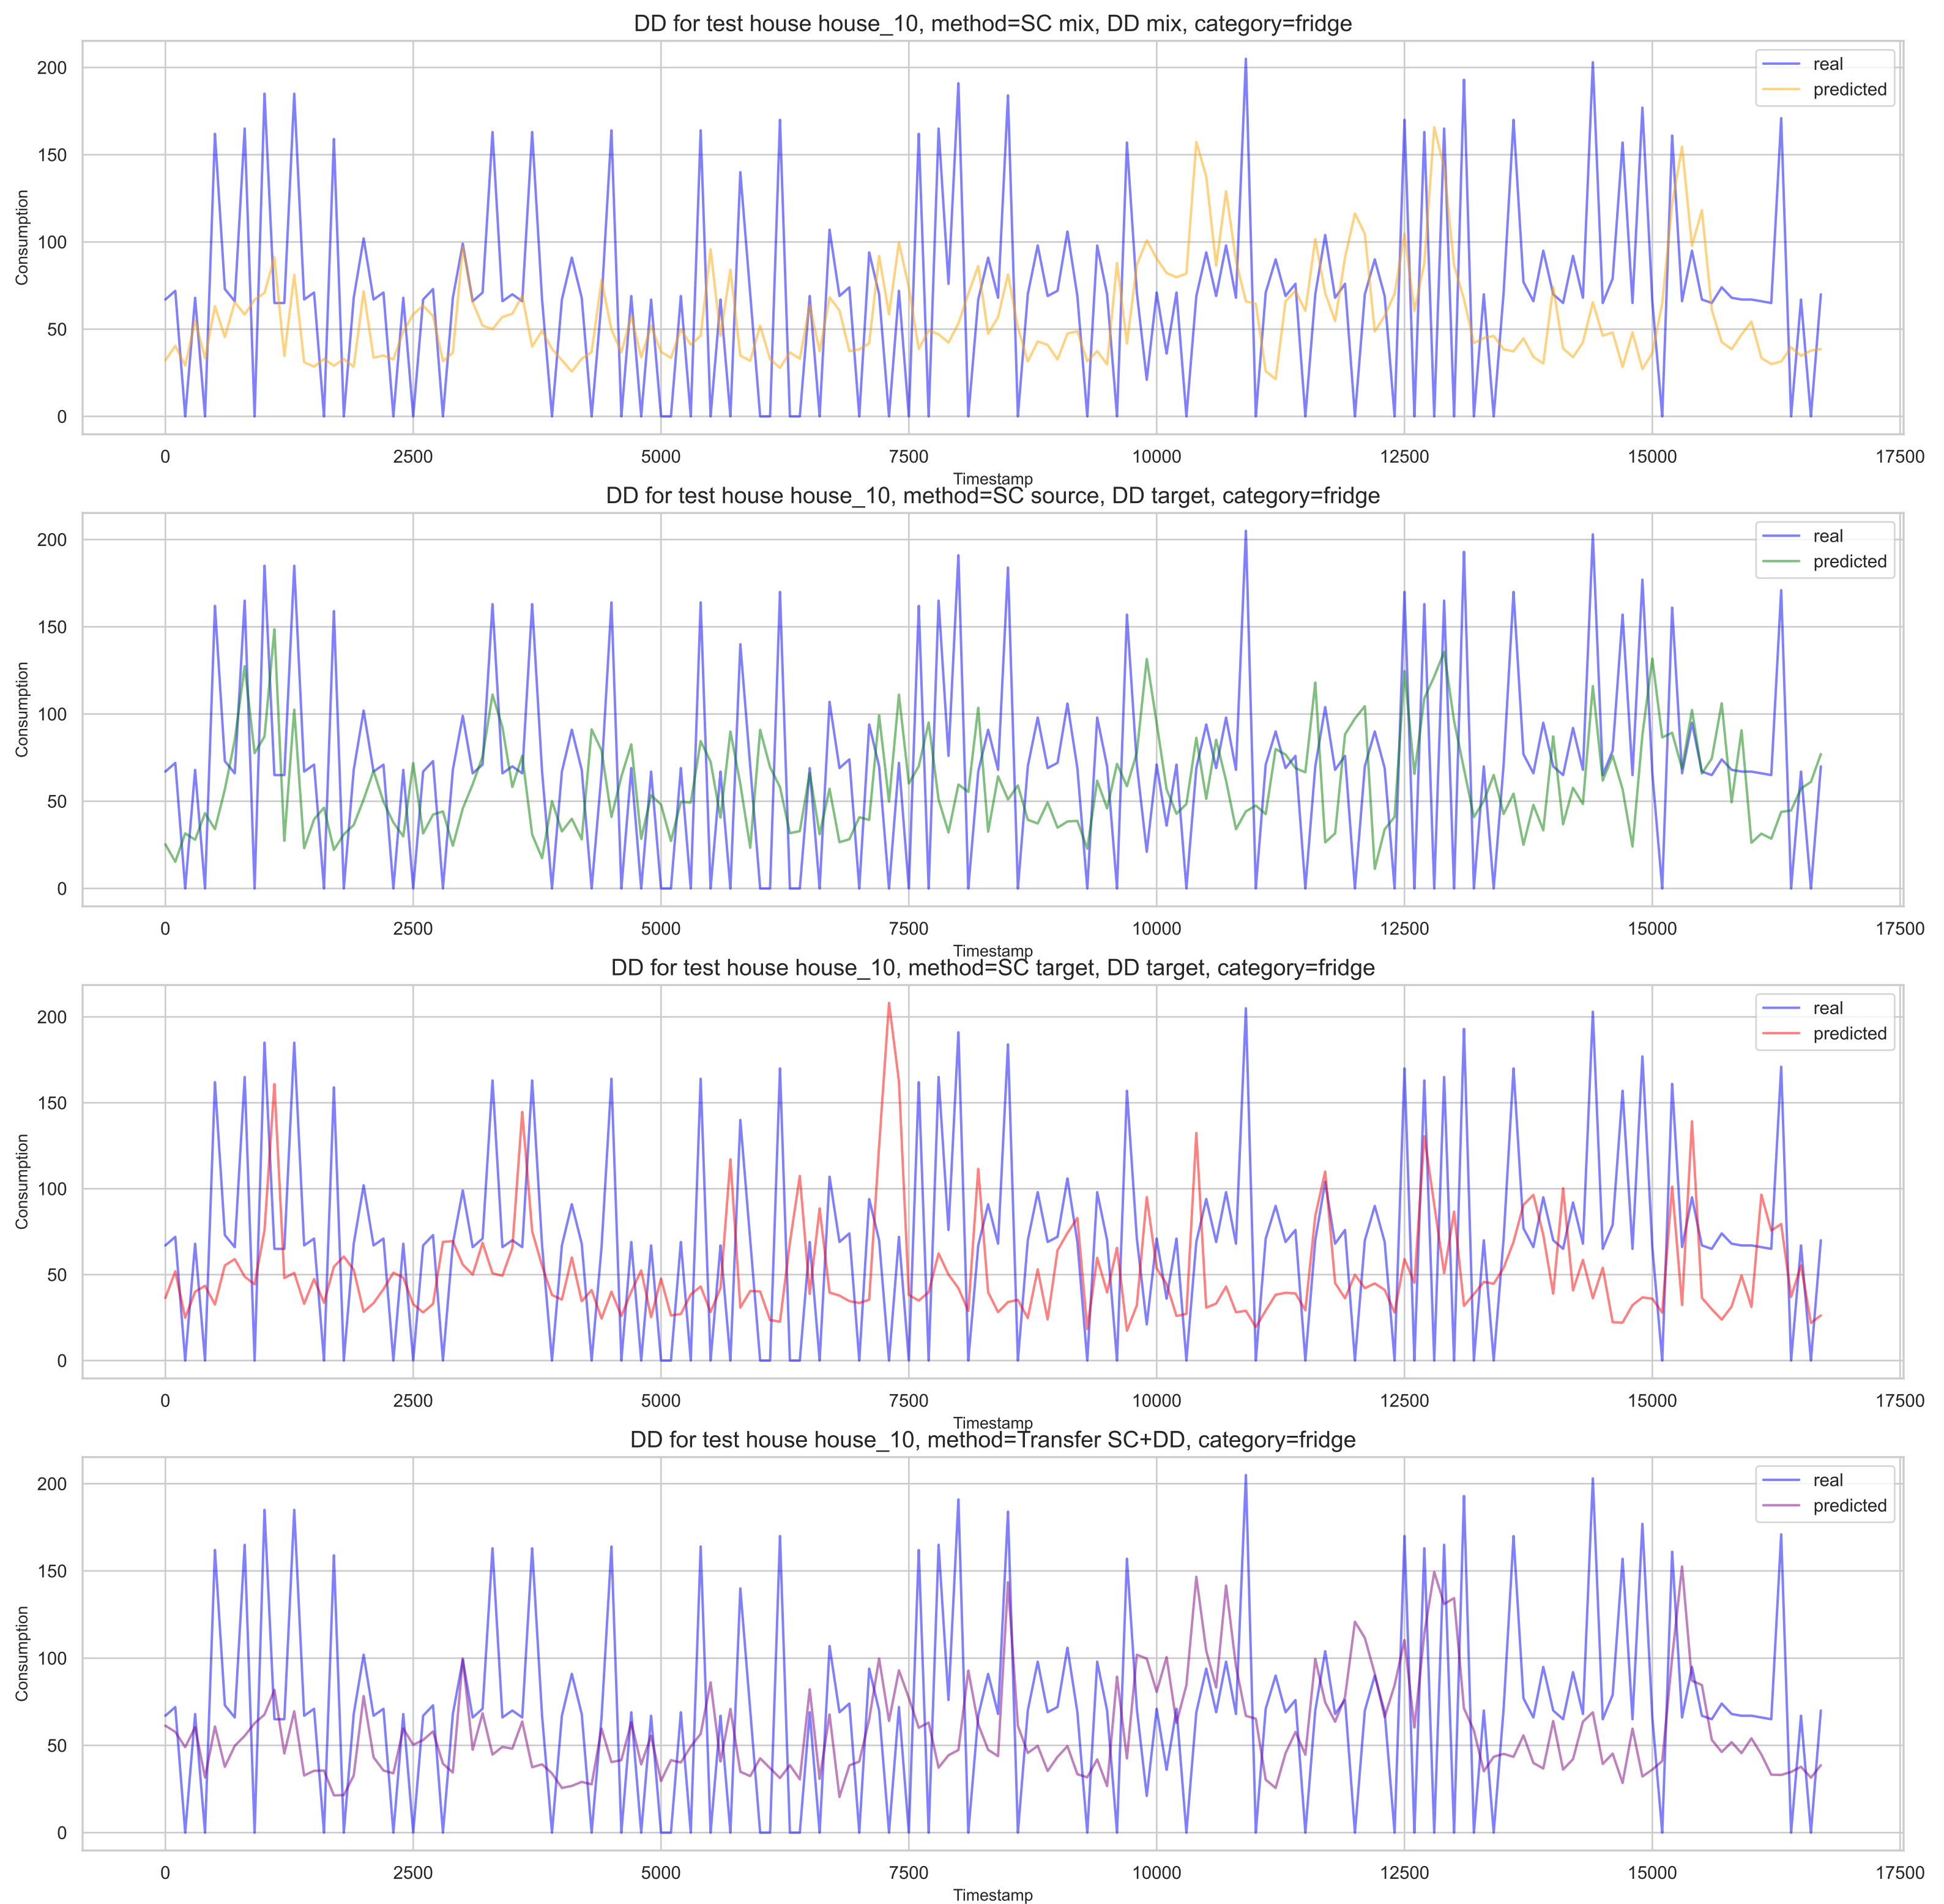 DD for test house house_10, method=SC mix, DD mix, category=fridge
real
predicted
Consumption
200
150
100
50
0
0 2500 5000 7500 10000 12500 15000 17500
Timestamp
DD for test house house_10, method=SC source, DD target, category=fridge
real
predicted
Consumption
200
150
100
50
0
0 2500 5000 7500 10000 12500 15000 17500
Timestamp
DD for test house house_10, method=SC target, DD target, category=fridge
real
predicted
Consumption
200
150
100
50
0
0 2500 5000 7500 10000 12500 15000 17500
Timestamp
DD for test house house_10, method=Transfer SC+DD, category=fridge
real
predicted
Consumption
200
150
100
50
0
0 2500 5000 7500 10000 12500 15000 17500
Timestamp